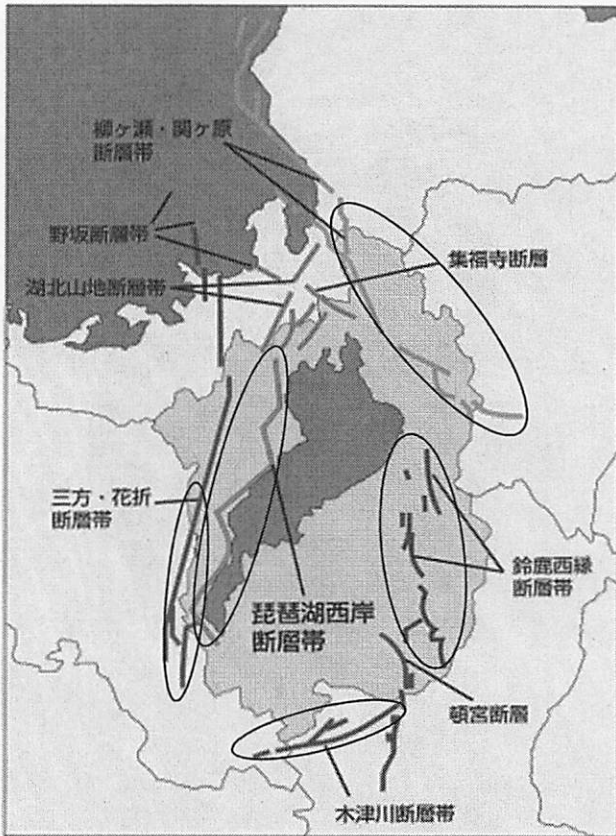 柳ヶ瀬・関ヶ原
断層帯
野坂断層帯
集福寺断層
湖北山地断層帯
三方・花折
断層帯
鈴鹿西縁
断層帯
琵琶湖西岸
断層帯
頓宮断層
木津川断層帯